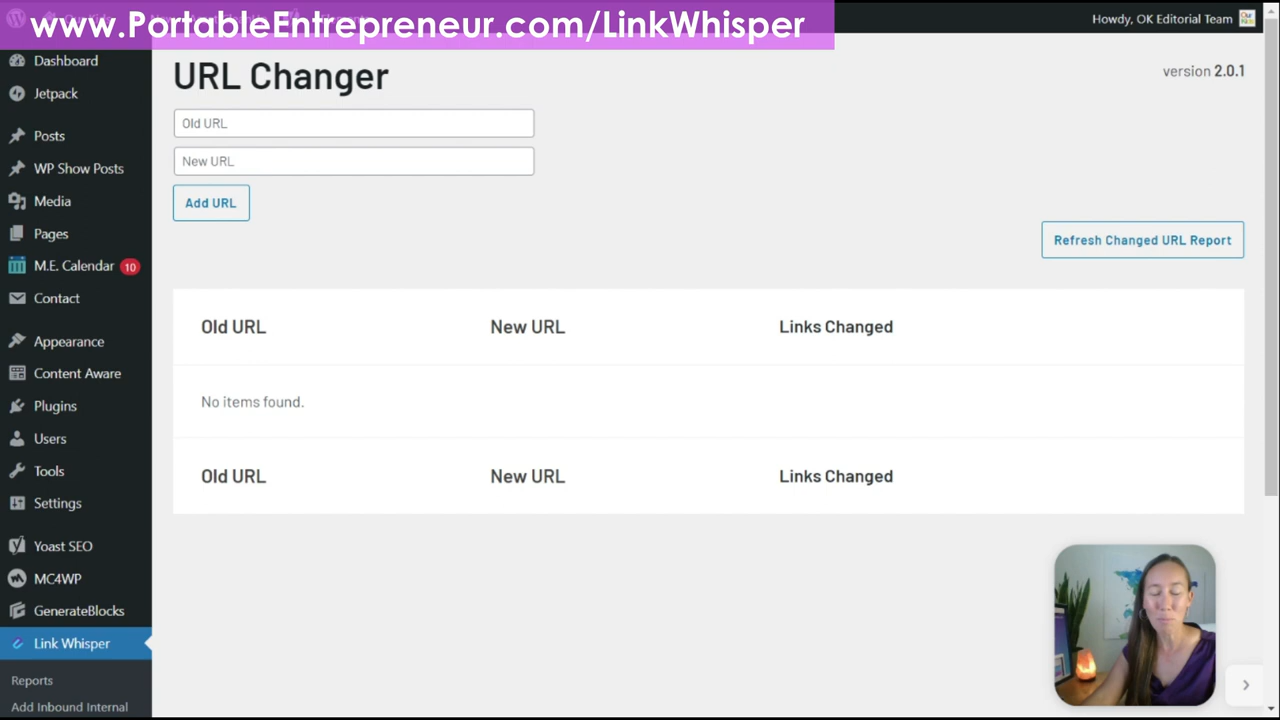 www.PortableEntrepreneur.com/LinkWhisper
Howdy, OK Editorial Team
Dashboard
Jetpack
Posts
WP Show Posts
Media
Pages
M.E. Calendar 10
Contact
Appearance
Content Aware
Plugins
Users
Tools
Settings
Yoast SEO
MC4WP
GenerateBlocks
Link Whisper
Reports
Add Inbound Internal
URL Changer
version 2.0.1
Old URL
New URL
Add URL
Refresh Changed URL Report
Old URL New URL Links Changed
No items found.
Old URL New URL Links Changed